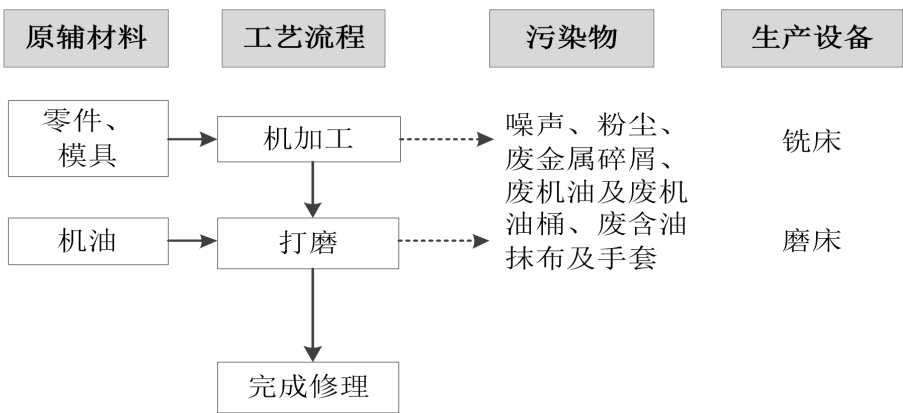 原辅材料
工艺流程
污染物
生产设备
零件、
模具
机加工
噪声、粉尘、
废金属碎屑、
废机油及废机
油桶、废含油
抹布及手套
铣床
机油
打磨
磨床
完成修理